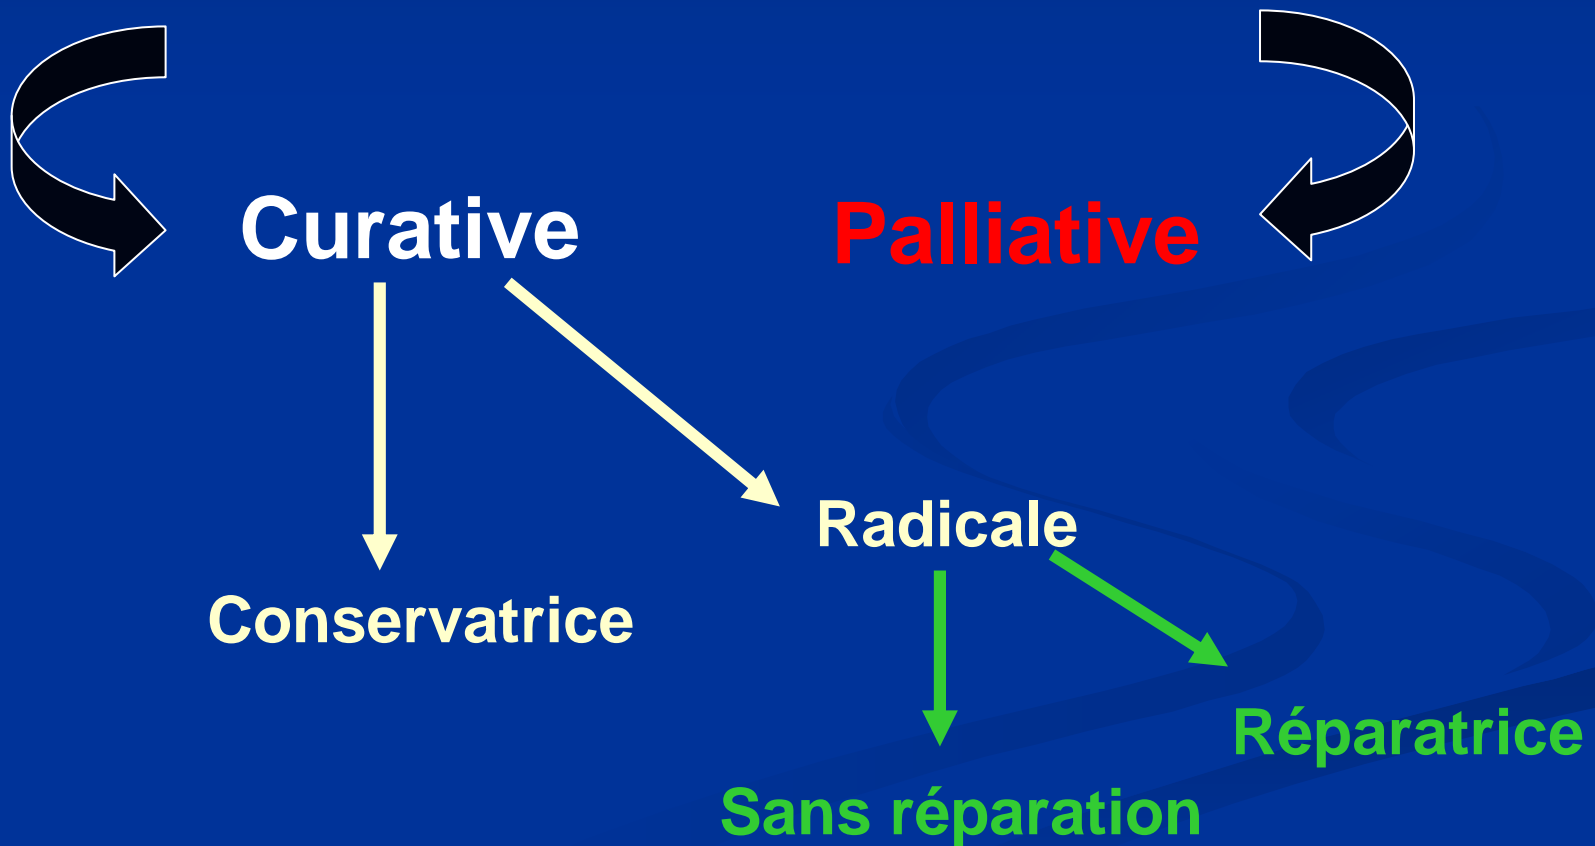 Curative
Palliative
Radicale
Conservatrice
Réparatrice
Sans réparation